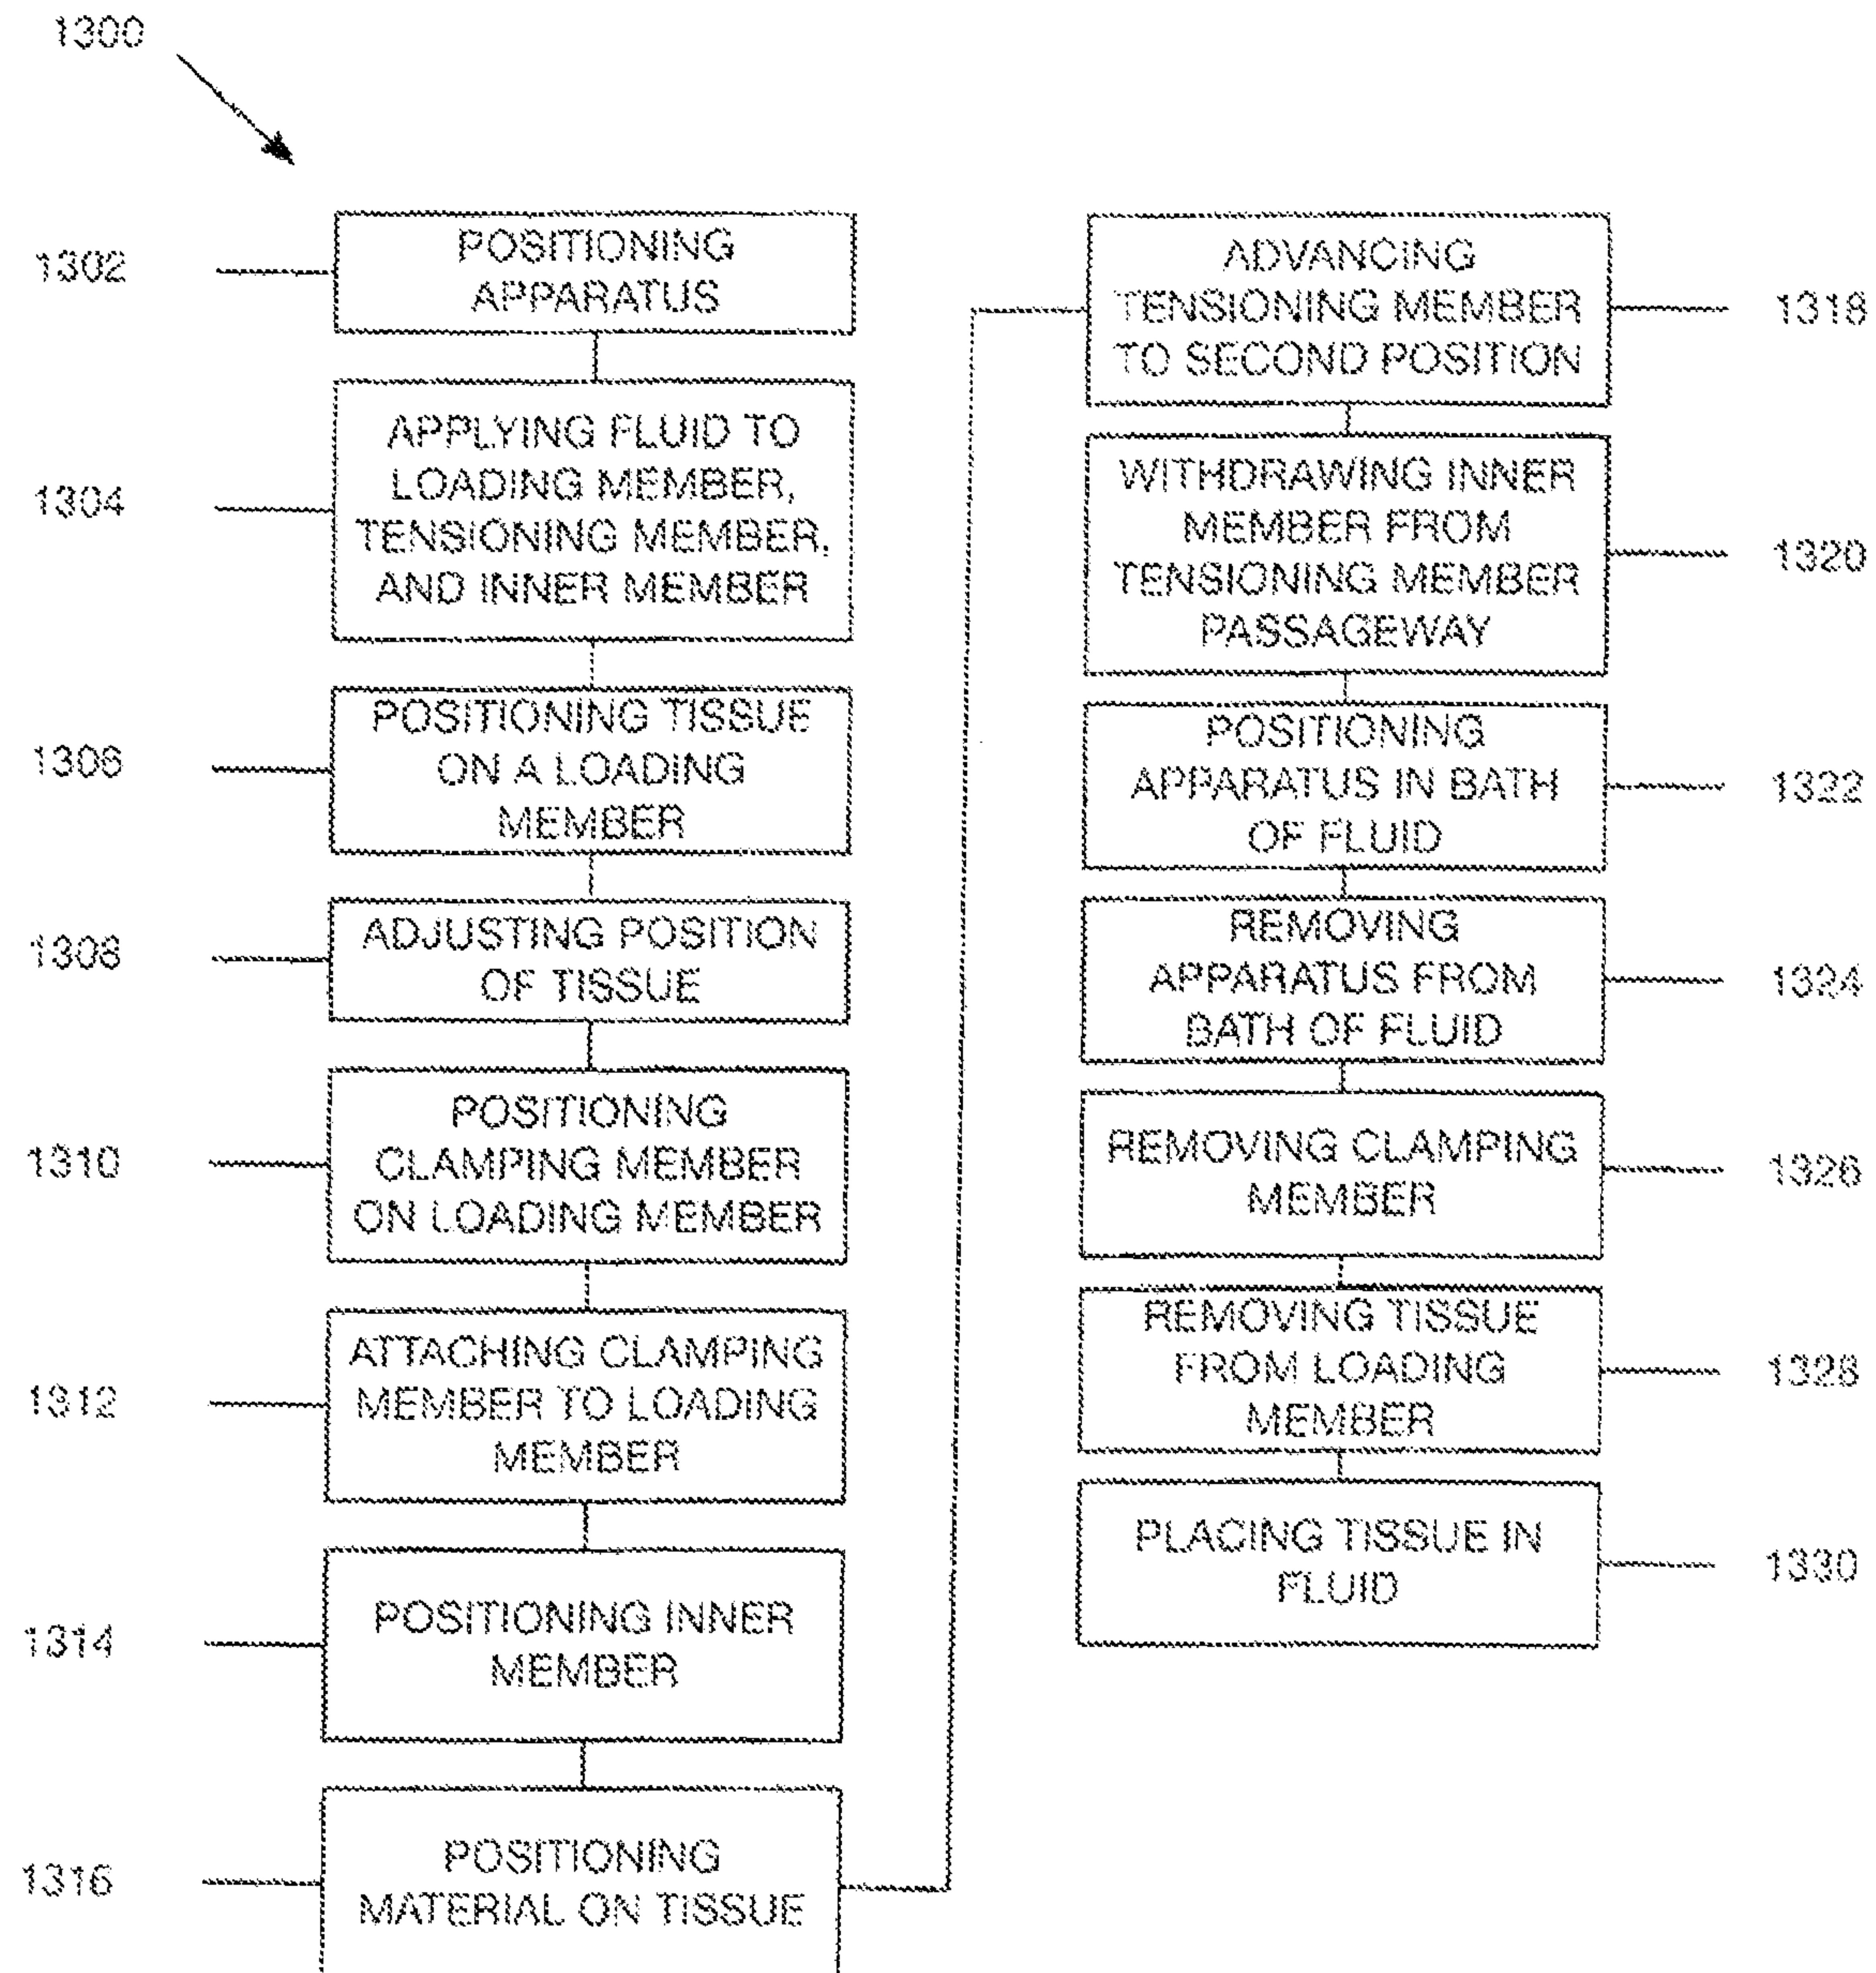 1300
1302
POSITIONING
APPARATUS
1304
APPLYING FLUID TO
LOADING MEMBER,
TENSIONING MEMBER,
AND INNER MEMBER
1306
POSITIONING TISSUE
ON A LOADING
MEMBER
1308
ADJUSTING POSITION
OF TISSUE
1310
POSITIONING
CLAMPING MEMBER
ON LOADING MEMBER
1312
ATTACHING CLAMPING
MEMBER TO LOADING
MEMBER
1314
POSITIONING INNER
MEMBER
1316
POSITIONING
MATERIAL ON TISSUE
ADVANCING
TENSIONING MEMBER
TO SECOND POSITION
1318
WITHDRAWING INNER
MEMBER FROM
TENSIONING MEMBER
PASSAGEWAY
1320
POSITIONING
APPARATUS IN BATH
OF FLUID
1322
REMOVING
APPARATUS FROM
BATH OF FLUID
1324
REMOVING CLAMPING
MEMBER
1326
REMOVING TISSUE
FROM LOADING
MEMBER
1328
PLACING TISSUE IN
FLUID
1330